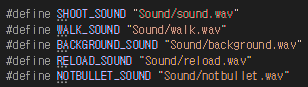 #define SHOOT_SOUND "Sound/sound.wav"
#define WALK_SOUND "Sound/walk.wav"
#define BACKGROUND_SOUND "Sound/background.wav"
#define RELOAD_SOUND "Sound/reload.wav"
#define NOTBULLET_SOUND "Sound/notbullet.wav"